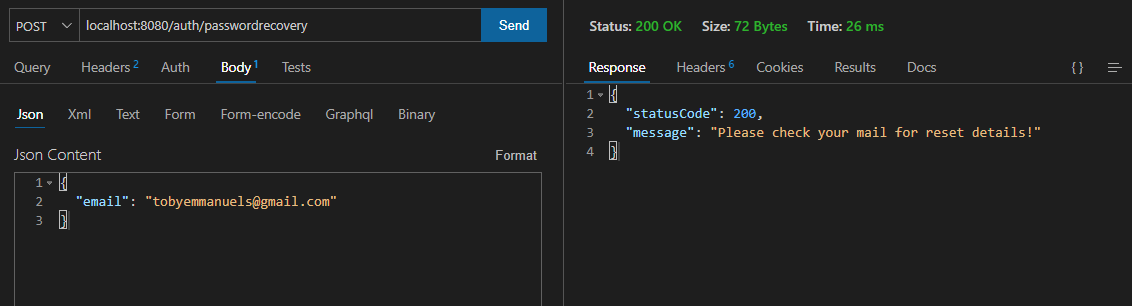 POST localhost:8080/auth/passwordrecovery Send
Query Headers 2 Auth Body 1 Tests
Json Xml Text Form Form-encode Graphql Binary
Json Content Format
1 {
2 "email": "tobyemmanuels@gmail.com"
3 }
Status: 200 OK Size: 72 Bytes Time: 26 ms
Response Headers 6 Cookies Results Docs {}
1 {
2 "statusCode": 200,
3 "message": "Please check your mail for reset details!"
4 }